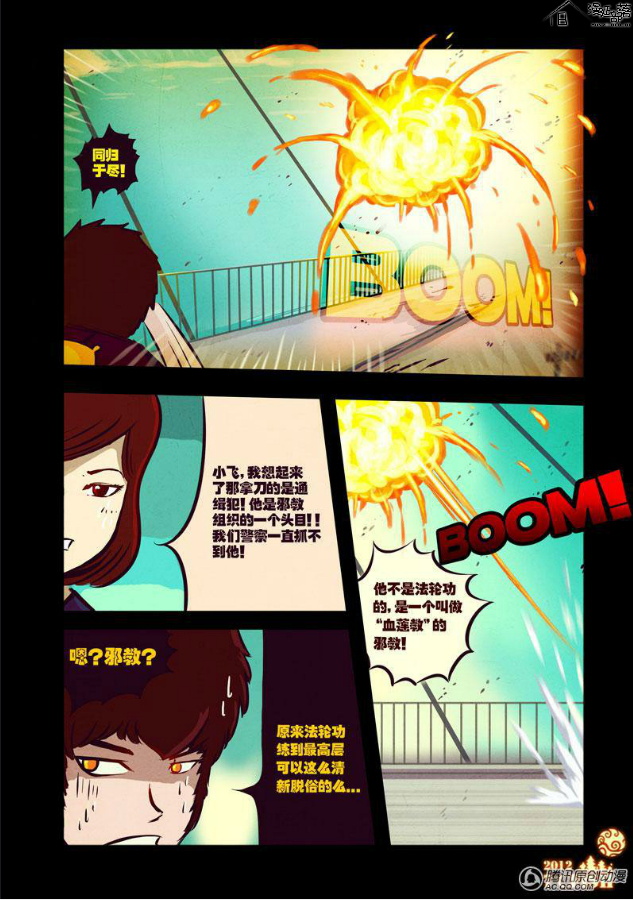 同归
于尽!
BOOM!
小飞,我想起来
了那拿刀的是通
缉犯!他是邪教
组织的一个头目!!
我们警察一直抓不
到他!
BOOM!
他不是法轮功
的,是一个叫做
“血莲教”的
邪教!
嗯?邪教?
原来法轮功
练到最高层
可以这么清
新脱俗的么...
2012
腾讯原创动漫
AC.QQ.COM